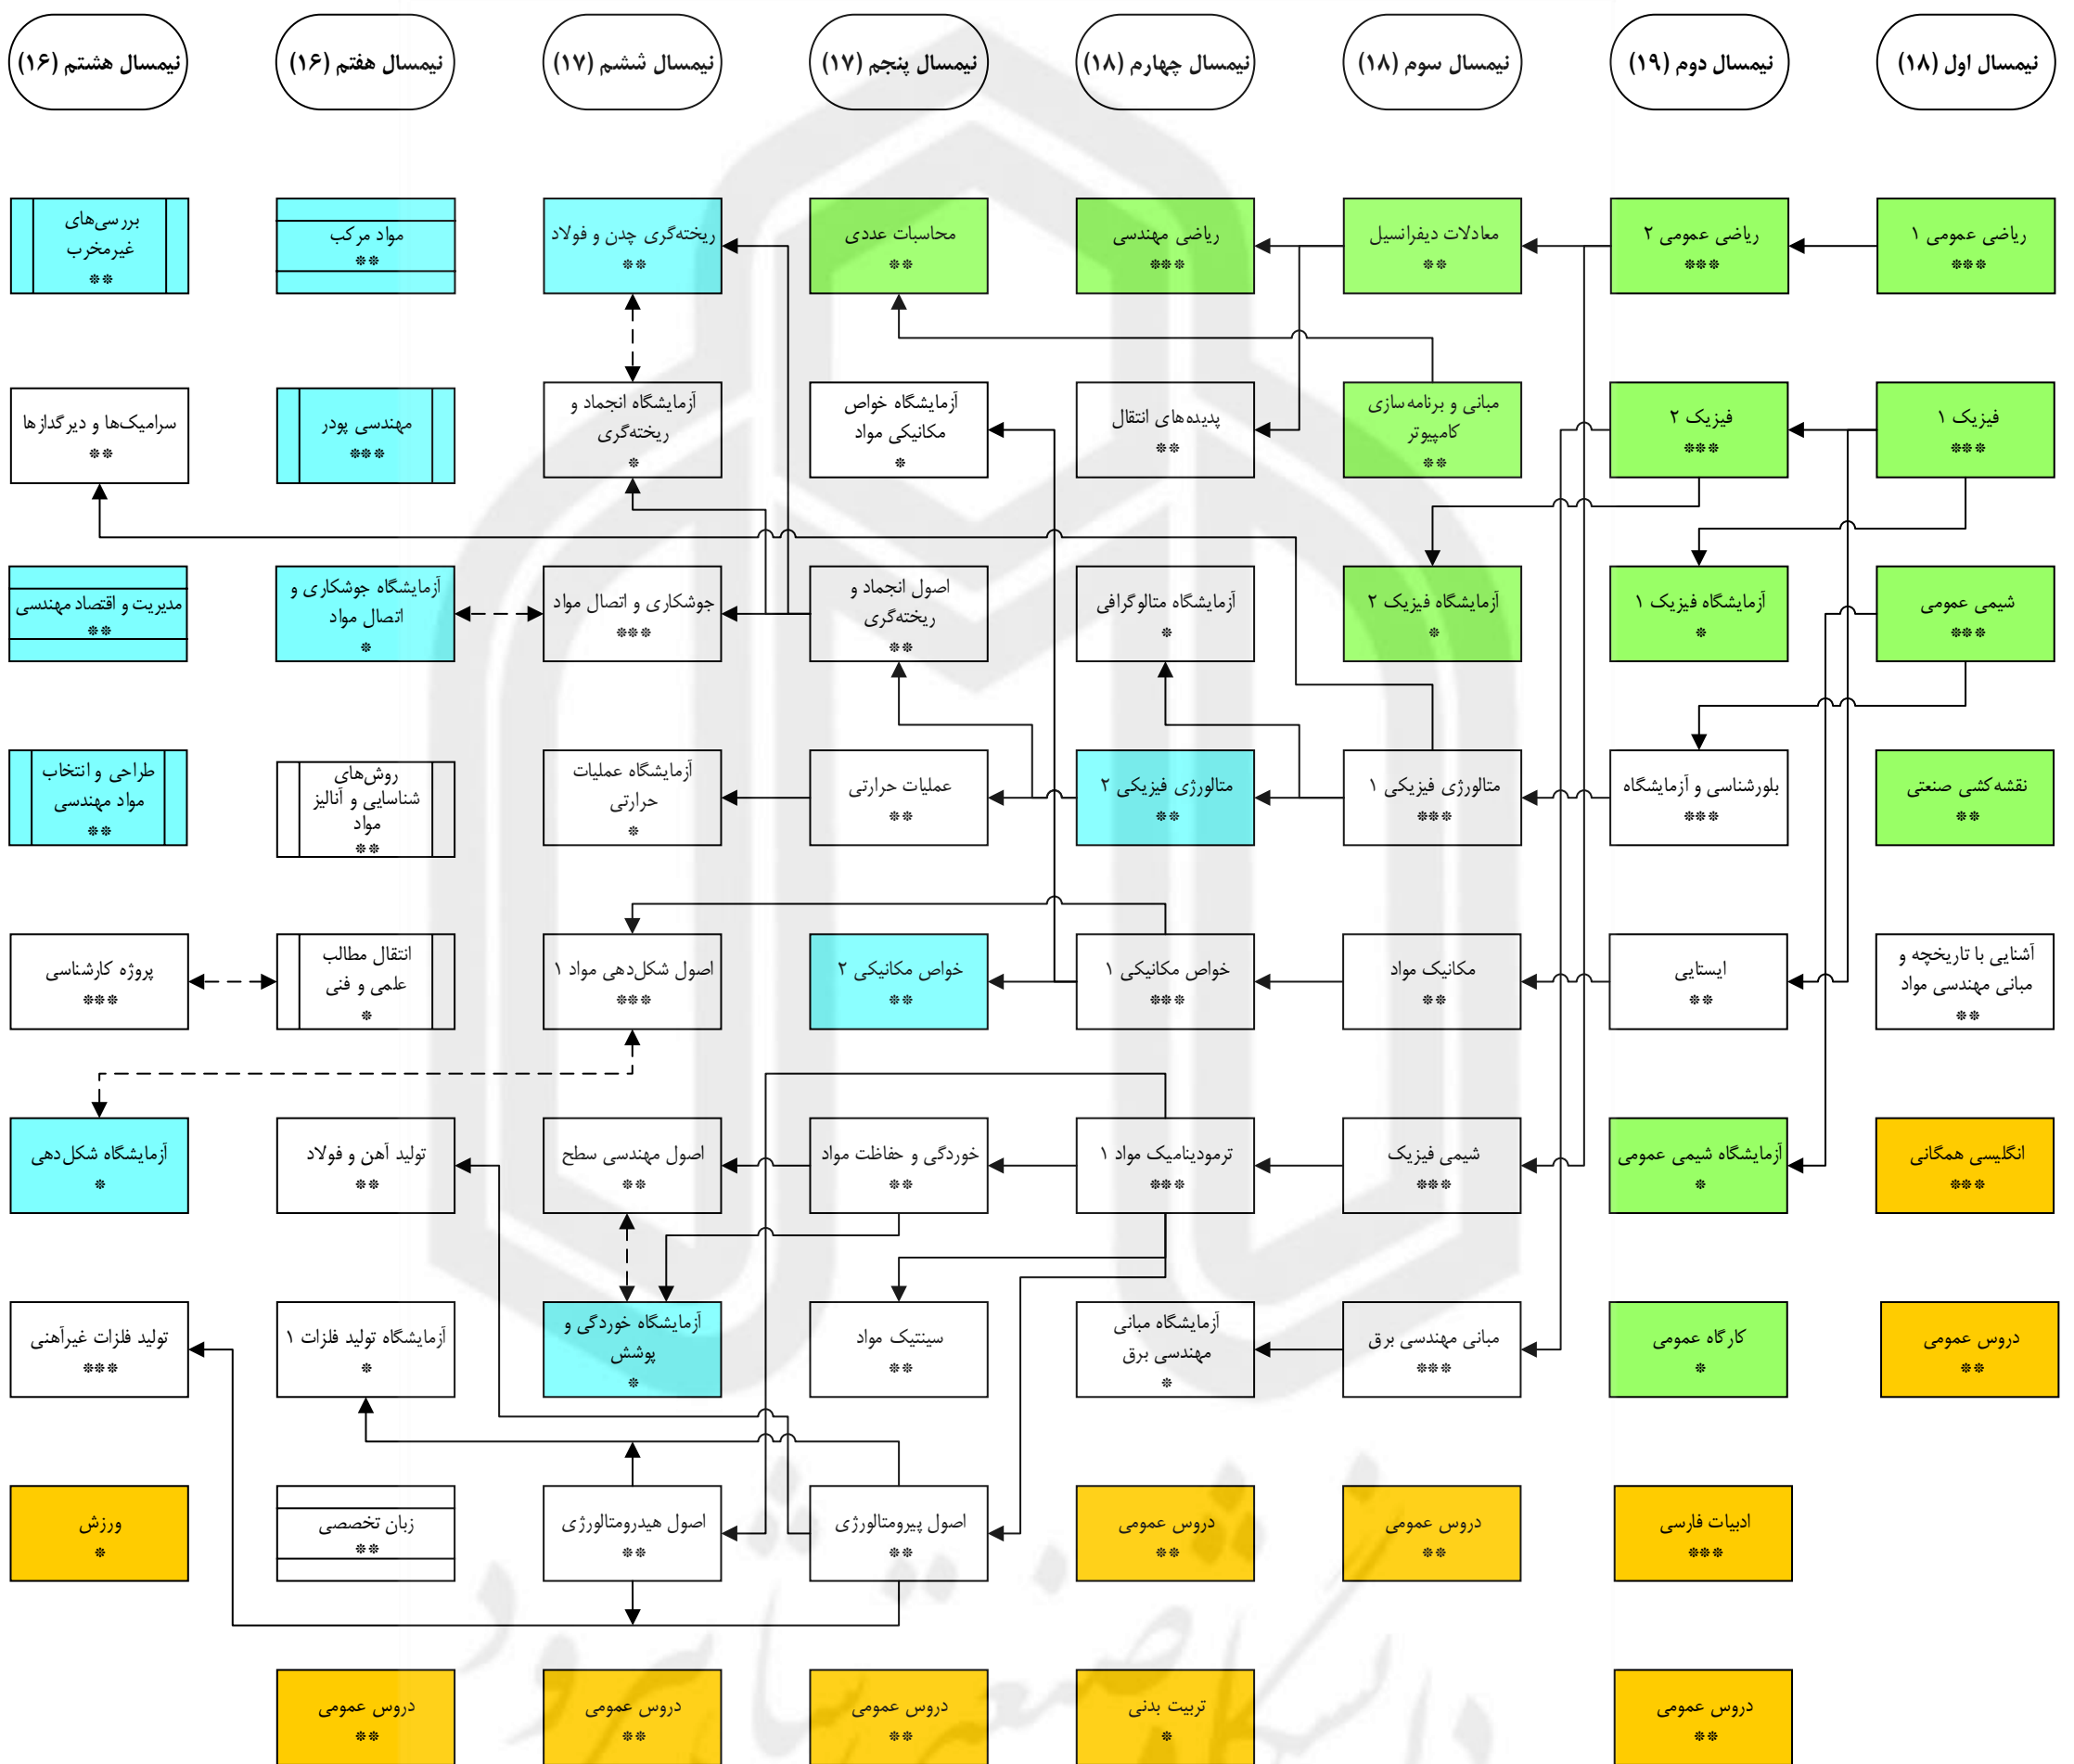 نیمسال اول (۱۸)
نیمسال دوم (۱۹)
نیمسال سوم (۱۸)
نیمسال چهارم (۱۸)
نیمسال پنجم (۱۷)
نیمسال ششم (۱۷)
نیمسال هفتم (۱۶)
نیمسال هشتم (۱۶)
ریاضی عمومی ۱
***
ریاضی عمومی ۲
***
معادلات دیفرانسیل
**
ریاضی مهندسی
***
محاسبات عددی
**
ریخته‌گری چدن و فولاد
**
مواد مرکب
**
بررسی‌های
غیرمخرب
**
فیزیک ۱
***
فیزیک ۲
***
مبانی و برنامه سازی
کامپیوتر
**
پدیده‌های انتقال
**
آزمایشگاه خواص
مکانیکی مواد
*
آزمایشگاه انجماد و
ریخته‌گری
*
مهندسی پودر
***
سرامیک‌ها و دیرگدازها
**
شیمی عمومی
***
آزمایشگاه فیزیک ۱
*
آزمایشگاه فیزیک ۲
*
آزمایشگاه متالوگرافی
*
اصول انجماد و
ریخته‌گری
**
جوشکاری و اتصال مواد
***
آزمایشگاه جوشکاری و
اتصال مواد
*
مدیریت و اقتصاد مهندسی
**
نقشه کشی صنعتی
**
بلورشناسی و آزمایشگاه
***
متالورژی فیزیکی ۱
***
متالورژی فیزیکی ۲
**
عملیات حرارتی
**
آزمایشگاه عملیات
حرارتی
*
روش‌های
شناسایی و آنالیز
مواد
**
طراحی و انتخاب
مواد مهندسی
**
آشنایی با تاریخچه و
مبانی مهندسی مواد
**
ایستایی
**
مکانیک مواد
**
خواص مکانیکی ۱
***
خواص مکانیکی ۲
**
اصول شکل‌دهی مواد ۱
***
انتقال مطالب
علمی و فنی
*
پروژه کارشناسی
***
انگلیسی همگانی
***
آزمایشگاه شیمی عمومی
*
شیمی فیزیک
***
ترمودینامیک مواد ۱
***
خوردگی و حفاظت مواد
**
اصول مهندسی سطح
**
تولید آهن و فولاد
**
آزمایشگاه شکل‌دهی
*
دروس عمومی
**
کارگاه عمومی
*
مبانی مهندسی برق
***
آزمایشگاه مبانی
مهندسی برق
*
سینتیک مواد
**
آزمایشگاه خوردگی و
پوشش
*
آزمایشگاه تولید فلزات ۱
*
تولید فلزات غیرآهنی
***
ادبیات فارسی
***
دروس عمومی
**
دروس عمومی
**
اصول پیرومتالورژی
**
اصول هیدرومتالورژی
**
زبان تخصصی
**
ورزش
*
دروس عمومی
**
تربیت بدنی
*
دروس عمومی
**
دروس عمومی
**
دروس عمومی
**
دانشگاه صنعتی شاهرود